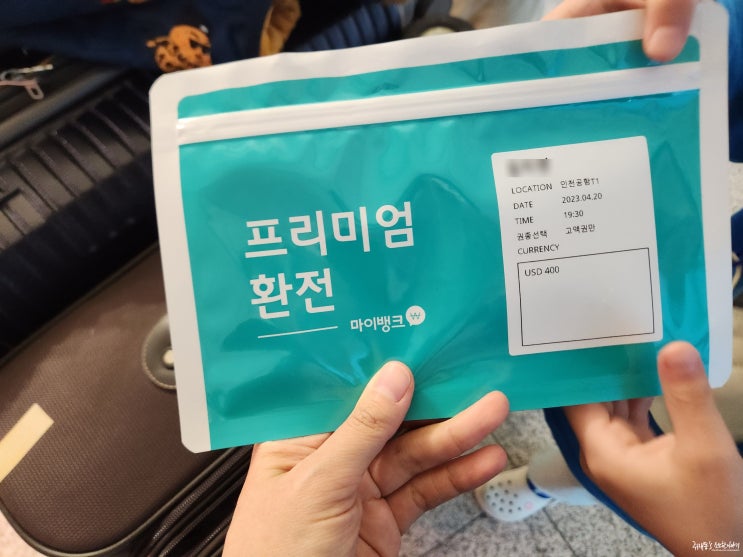 프리미엄
환전
마이뱅크
₩
LOCATION 인천공항T1
DATE 2023.04.20
TIME 19:30
권종선택 고액권만
CURRENCY
USD 400